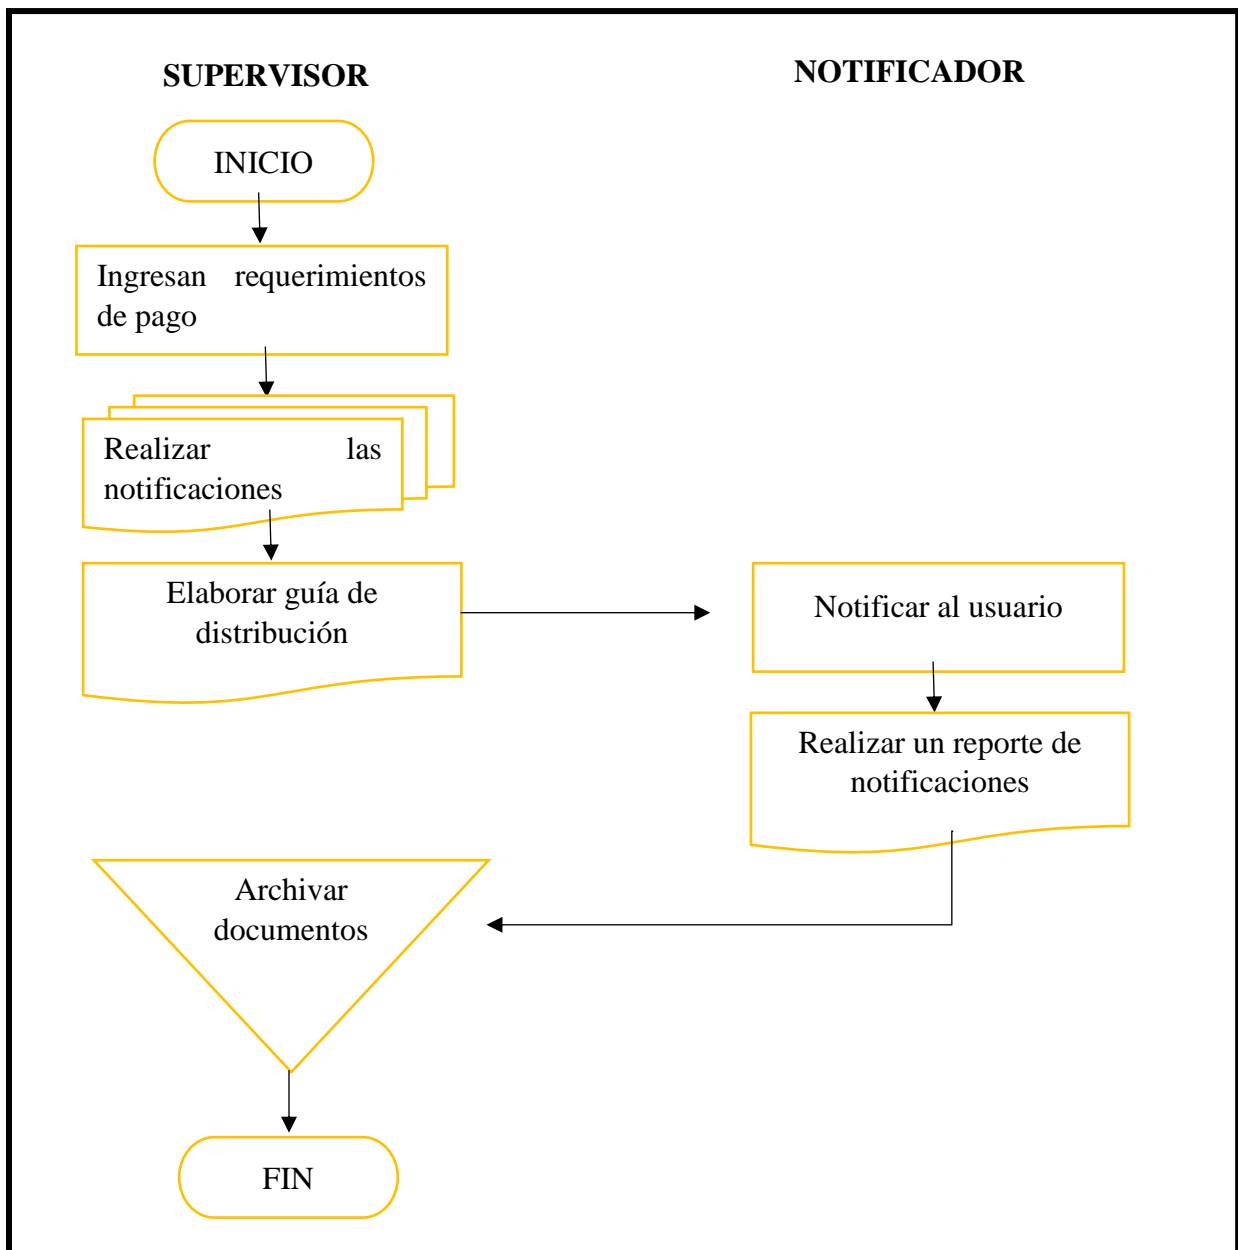 SUPERVISOR
NOTIFICADOR
INICIO
Ingresan requerimientos
de pago
Realizar las
notificaciones
Elaborar guía de
distribución
Notificar al usuario
Realizar un reporte de
notificaciones
Archivar
documentos
FIN